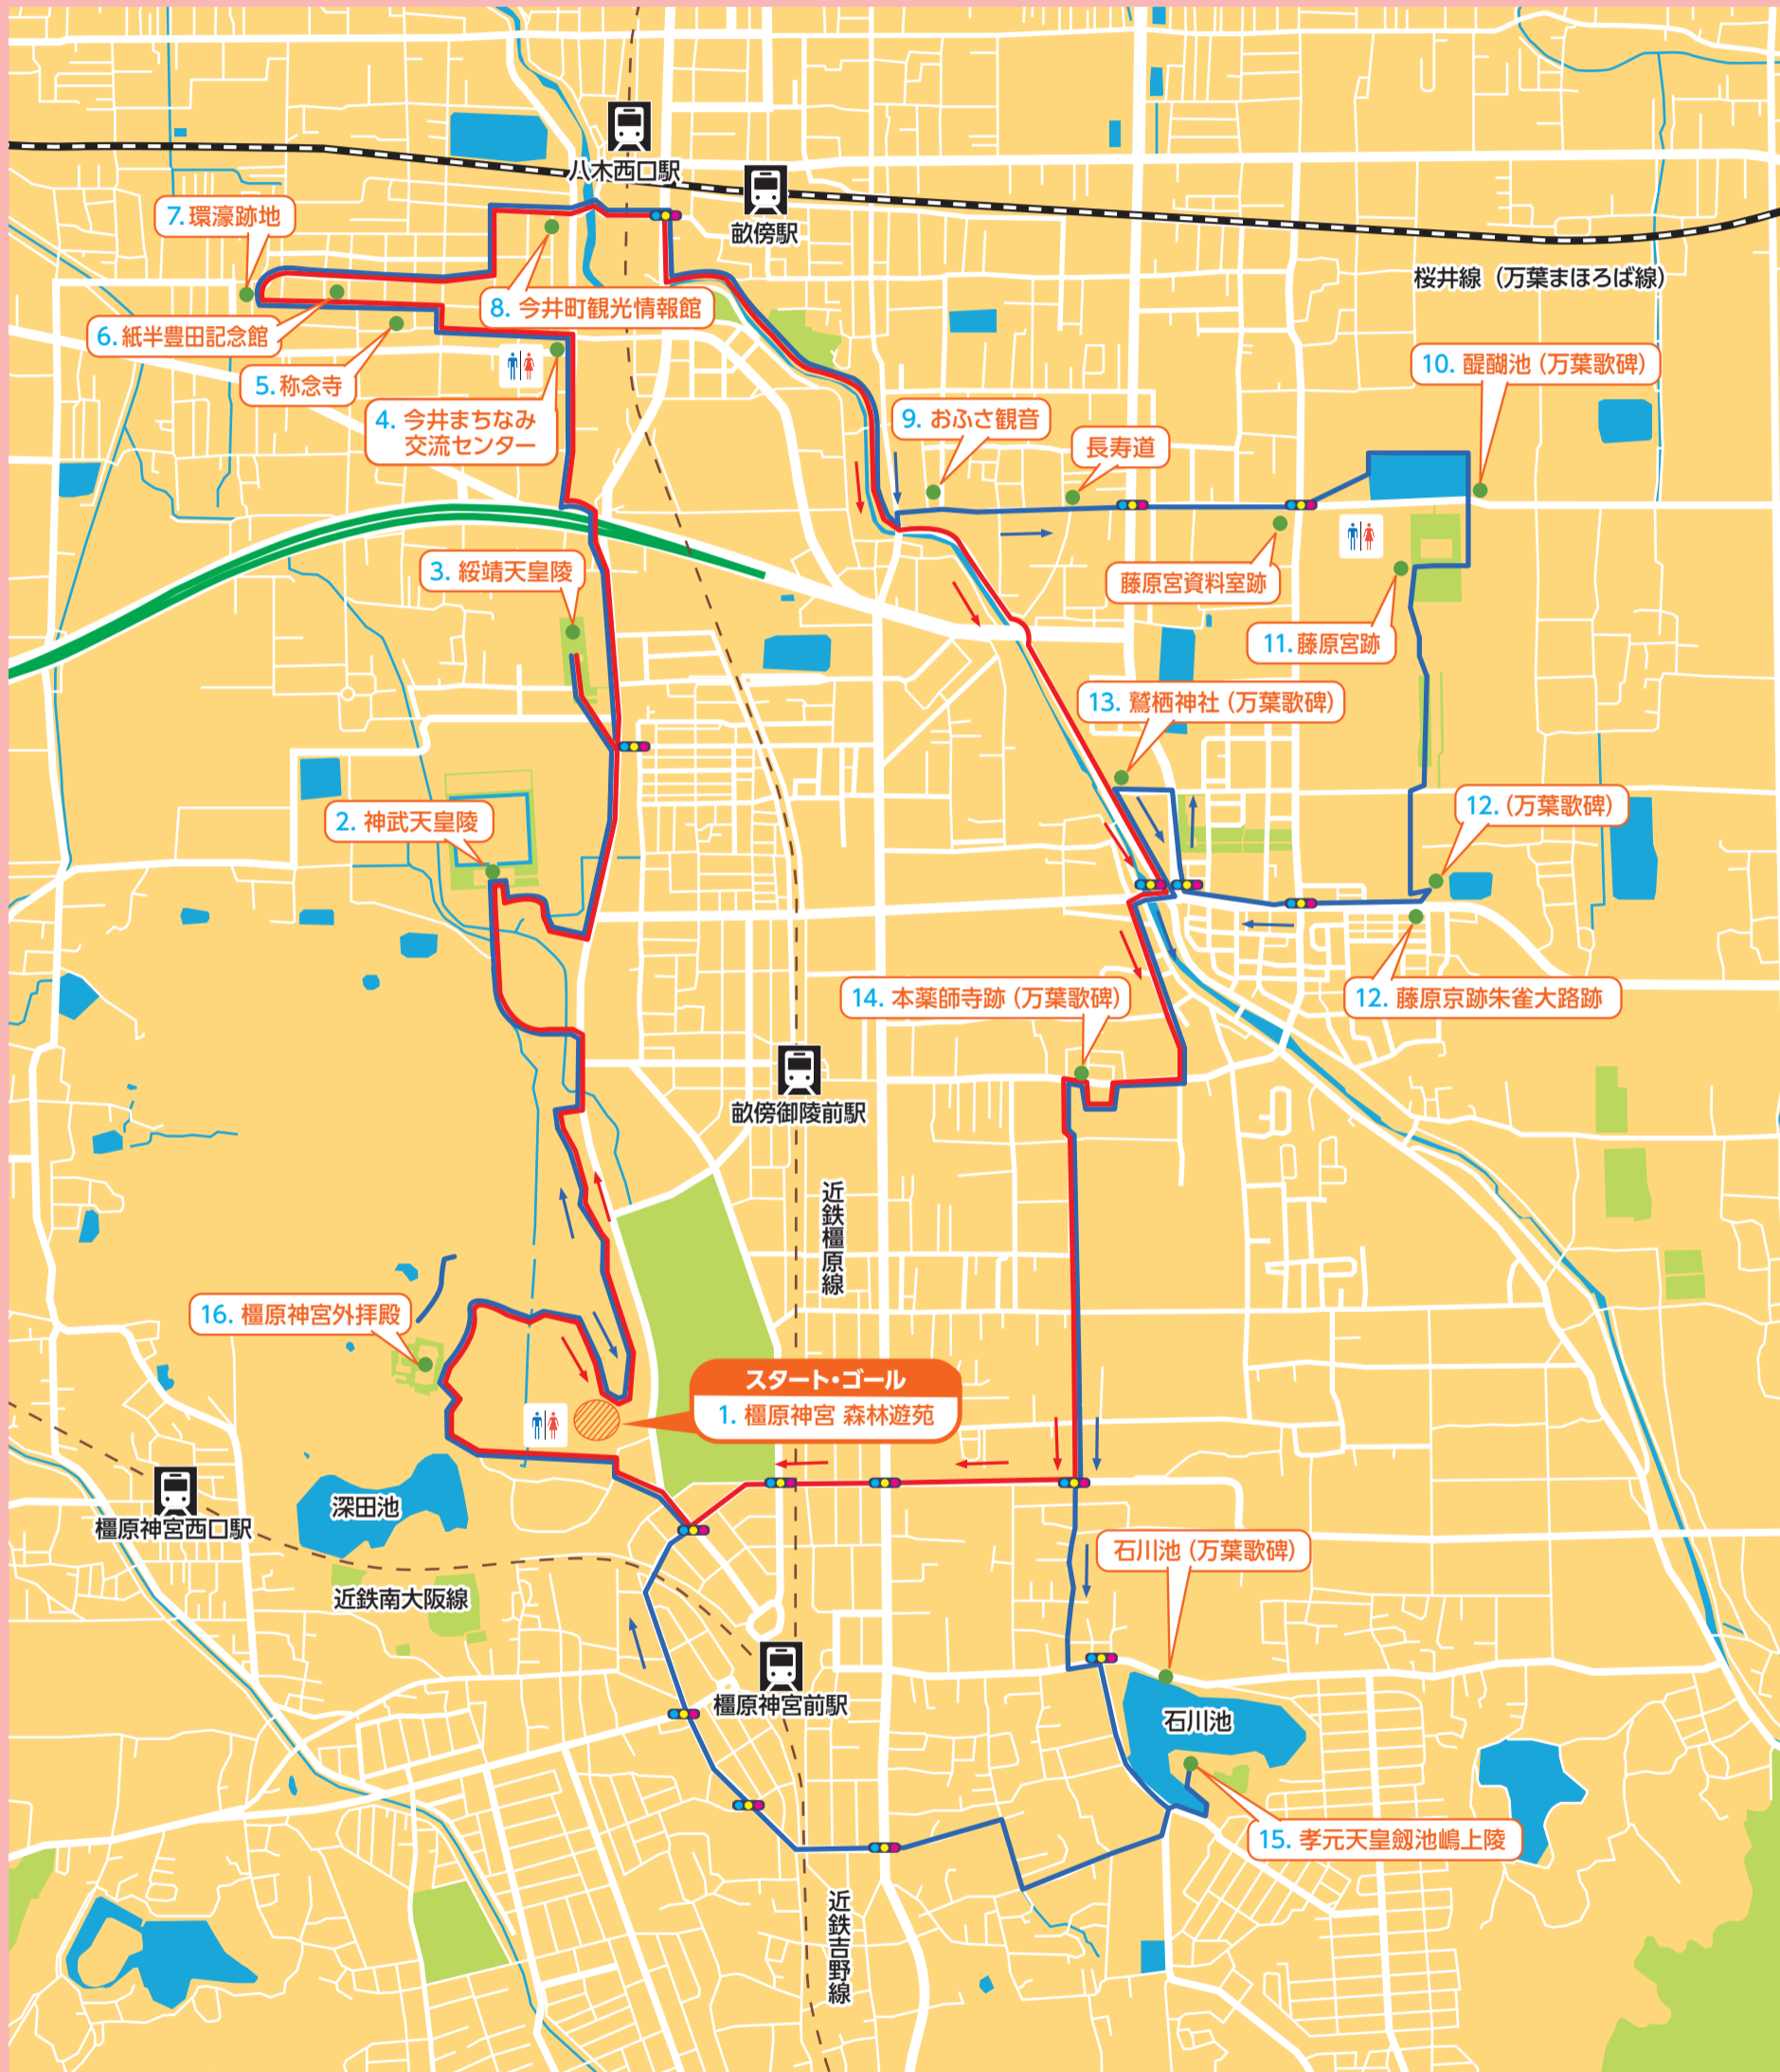 八木西口駅
畝傍駅
7. 環濠跡地
桜井線（万葉まほろば線）
8. 今井町観光情報館
6. 紙半豊田記念館
5. 称念寺
10. 醍醐池（万葉歌碑）
4. 今井まちなみ
交流センター
9. おふさ観音
長寿道
3. 綏靖天皇陵
藤原宮資料室跡
11. 藤原宮跡
13. 鷺栖神社（万葉歌碑）
2. 神武天皇陵
12.（万葉歌碑）
14. 本薬師寺跡（万葉歌碑）
12. 藤原京跡朱雀大路跡
畝傍御陵前駅
近鉄橿原線
16. 橿原神宮外拝殿
スタート・ゴール
1. 橿原神宮 森林遊苑
深田池
橿原神宮西口駅
石川池（万葉歌碑）
近鉄南大阪線
橿原神宮前駅
石川池
15. 孝元天皇劔池嶋上陵
近鉄吉野線